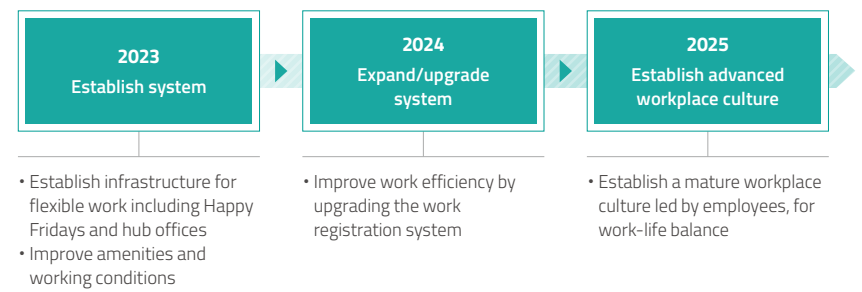 2023
Establish system
2024
Expand/upgrade
system
2025
Establish advanced
workplace culture
• Establish infrastructure for
flexible work including Happy
Fridays and hub offices
• Improve amenities and
working conditions
• Improve work efficiency by
upgrading the work
registration system
• Establish a mature workplace
culture led by employees, for
work-life balance